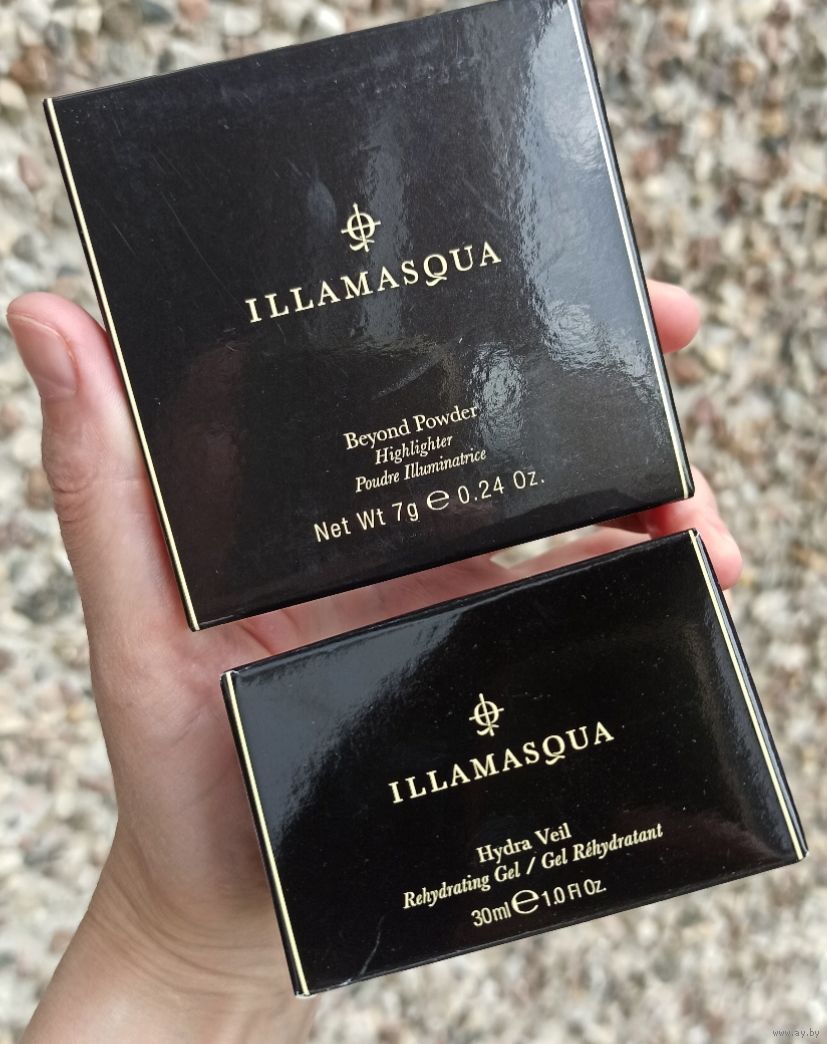 ILLAMASQUA
Beyond Powder
Highlighter
Poudre Illuminatrice
Net Wt 7g ℮ 0.24 Oz.
ILLAMASQUA
Hydra Veil
Rehydrating Gel / Gel Réhydratant
30ml ℮ 1.0 Fl Oz.
www.ay.by